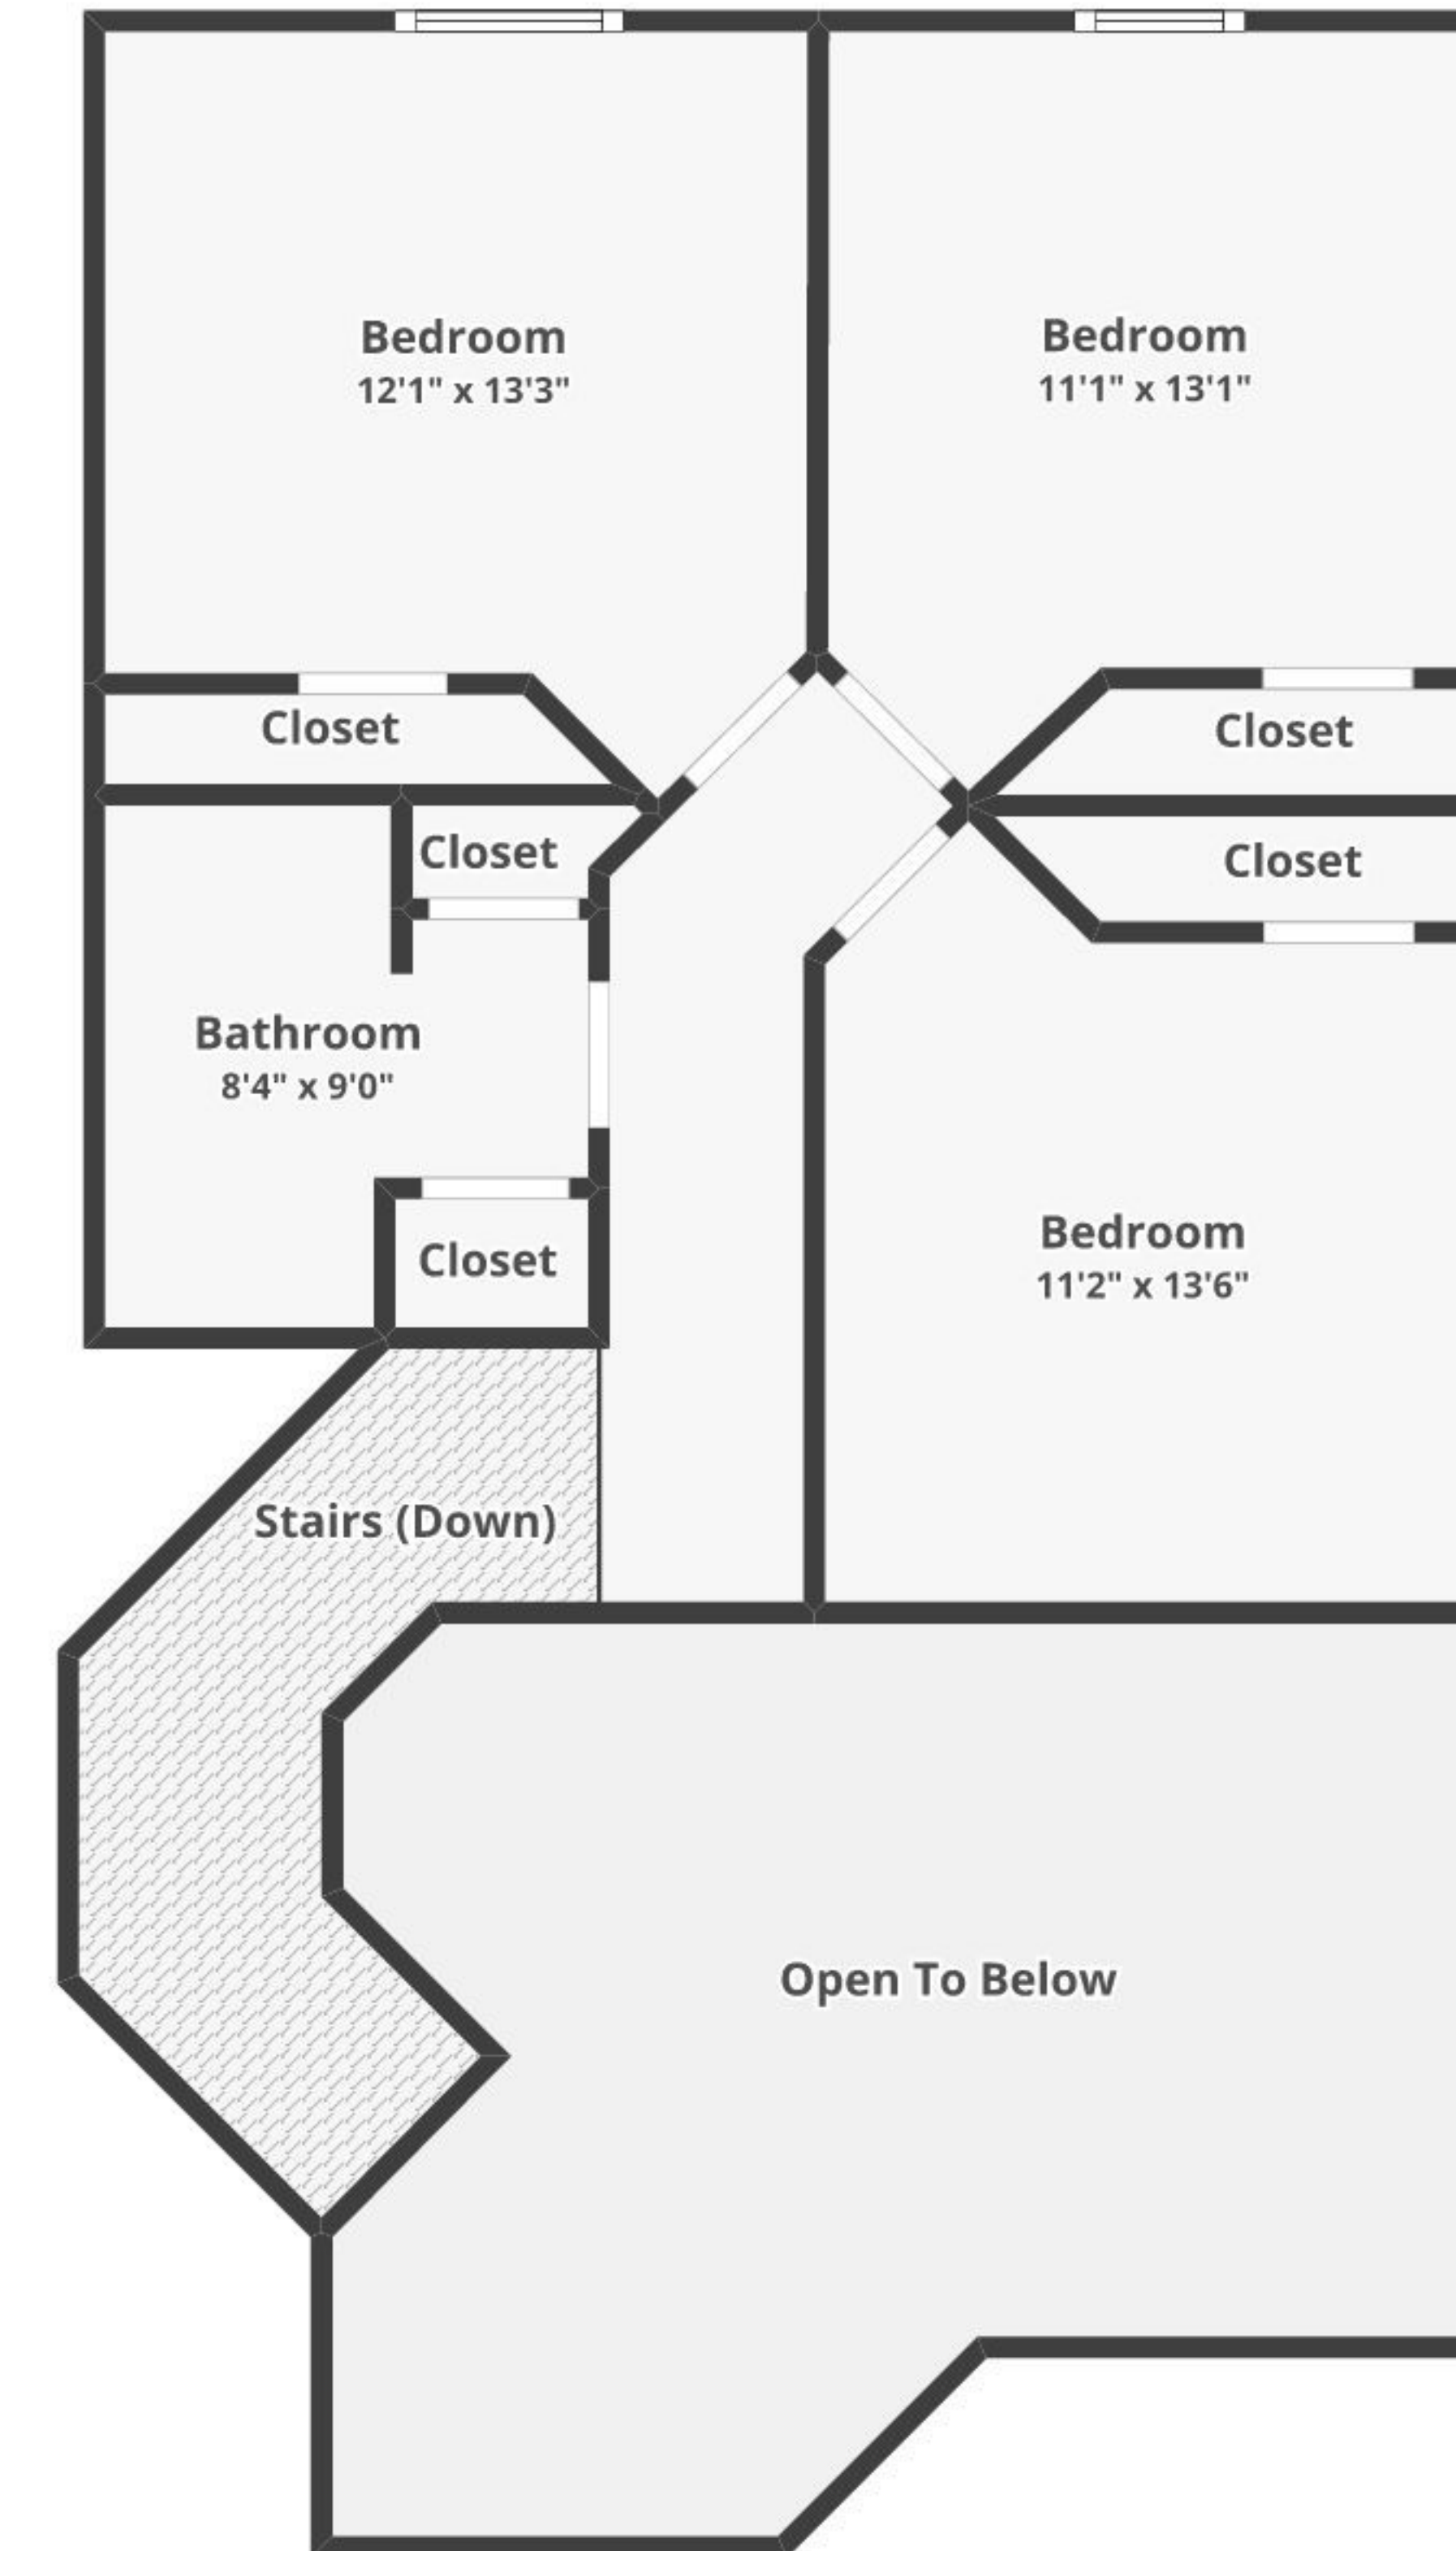 Bedroom
12'1" x 13'3"
Bedroom
11'1" x 13'1"
Closet
Closet
Closet
Closet
Bathroom
8'4" x 9'0"
Closet
Bedroom
11'2" x 13'6"
Stairs (Down)
Open To Below